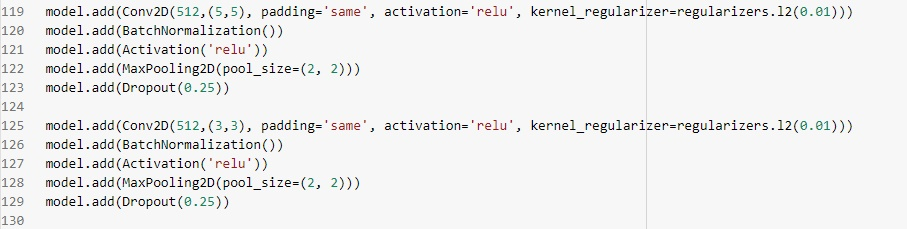 119 model.add(Conv2D(512,(5,5), padding='same', activation='relu', kernel_regularizer=regularizers.l2(0.01)))
120 model.add(BatchNormalization())
121 model.add(Activation('relu'))
122 model.add(MaxPooling2D(pool_size=(2, 2)))
123 model.add(Dropout(0.25))
124
125 model.add(Conv2D(512,(3,3), padding='same', activation='relu', kernel_regularizer=regularizers.l2(0.01)))
126 model.add(BatchNormalization())
127 model.add(Activation('relu'))
128 model.add(MaxPooling2D(pool_size=(2, 2)))
129 model.add(Dropout(0.25))
130